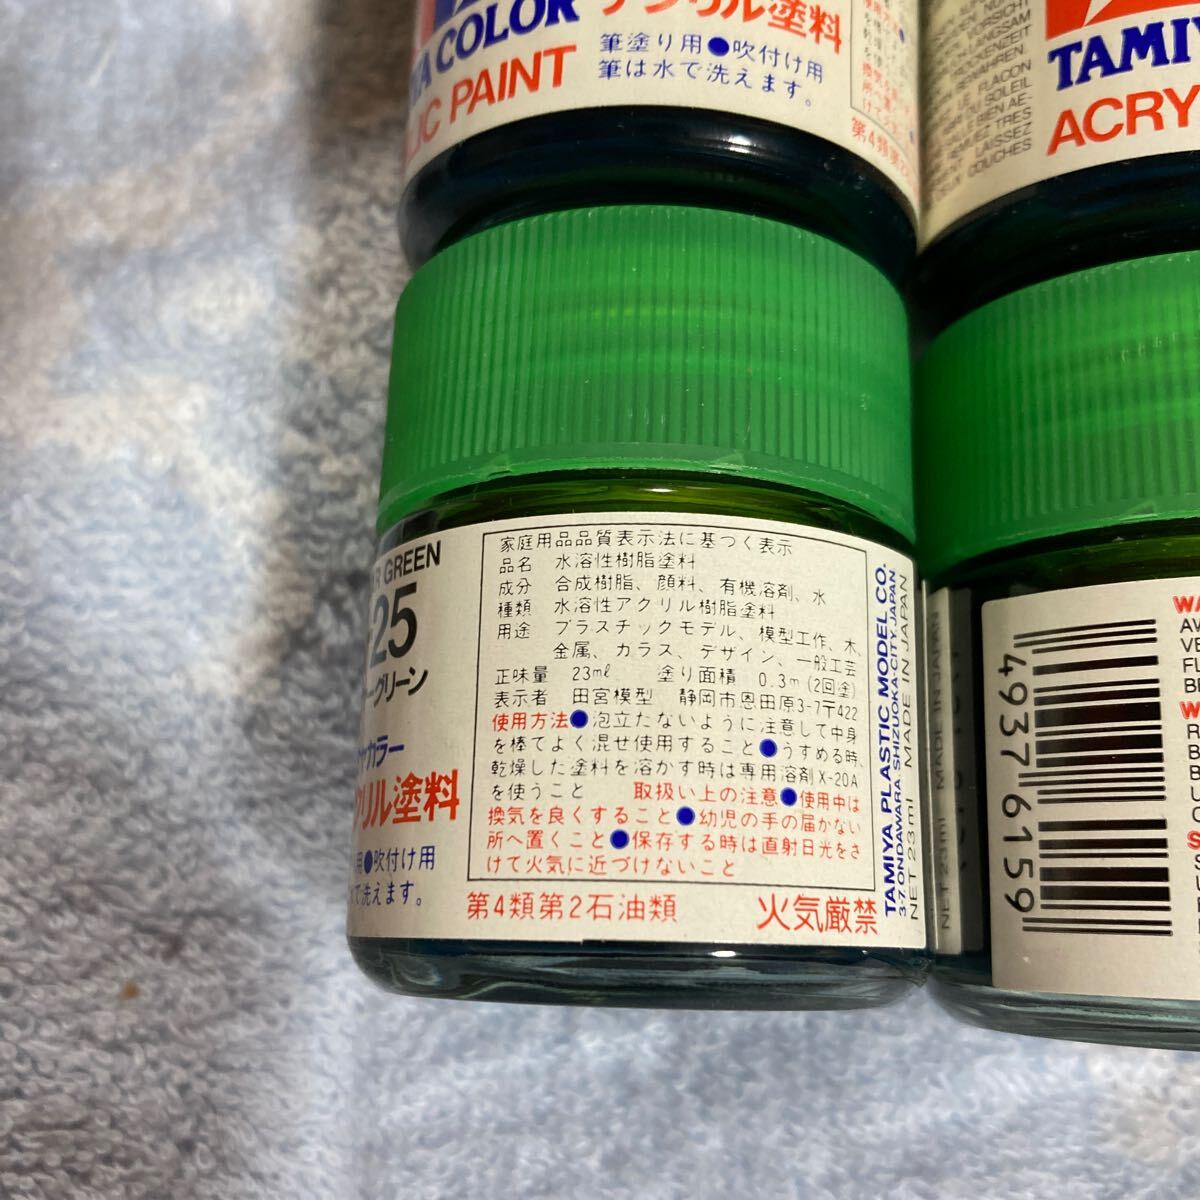 COLOR
PAINT
アクリル塗料
筆塗り用●吹付け用
筆は水で洗えます。
ACRY
LE FLACON
DU SOLEIL
LAISSEZ
COUCHES
GREEN
25
グリーン
カラー
リル塗料
●吹付け用
で洗えます。
家庭用品品質表示法に基づく表示
品名 水溶性樹脂塗料
成分 合成樹脂、顔料、有機溶剤、水
種類 水溶性アクリル樹脂塗料
用途 プラスチックモデル、模型工作、木、
金属、ガラス、デザイン、一般工芸
正味量 23ml 塗り面積 0.3m(2回塗)
表示者 田宮模型 静岡市恩田原3-7〒422
使用方法●泡立たないように注意して中身
を棒でよく混ぜ使用すること●うすめる時、
乾燥した塗料を溶かす時は専用溶剤X-20A
を使うこと 取扱い上の注意●使用中は
換気を良くすること●幼児の手の届かない
所へ置くこと●保存する時は直射日光をさ
けて火気に近づけないこと
第4類第2石油類 火気厳禁
TAMIYA PLASTIC MODEL CO.
3-7 ONDAWARA, SHIZUOKA-CITY, JAPAN
NET 23ml MADE IN JAPAN
NET 23ml MADE IN JAPAN
4937 6159